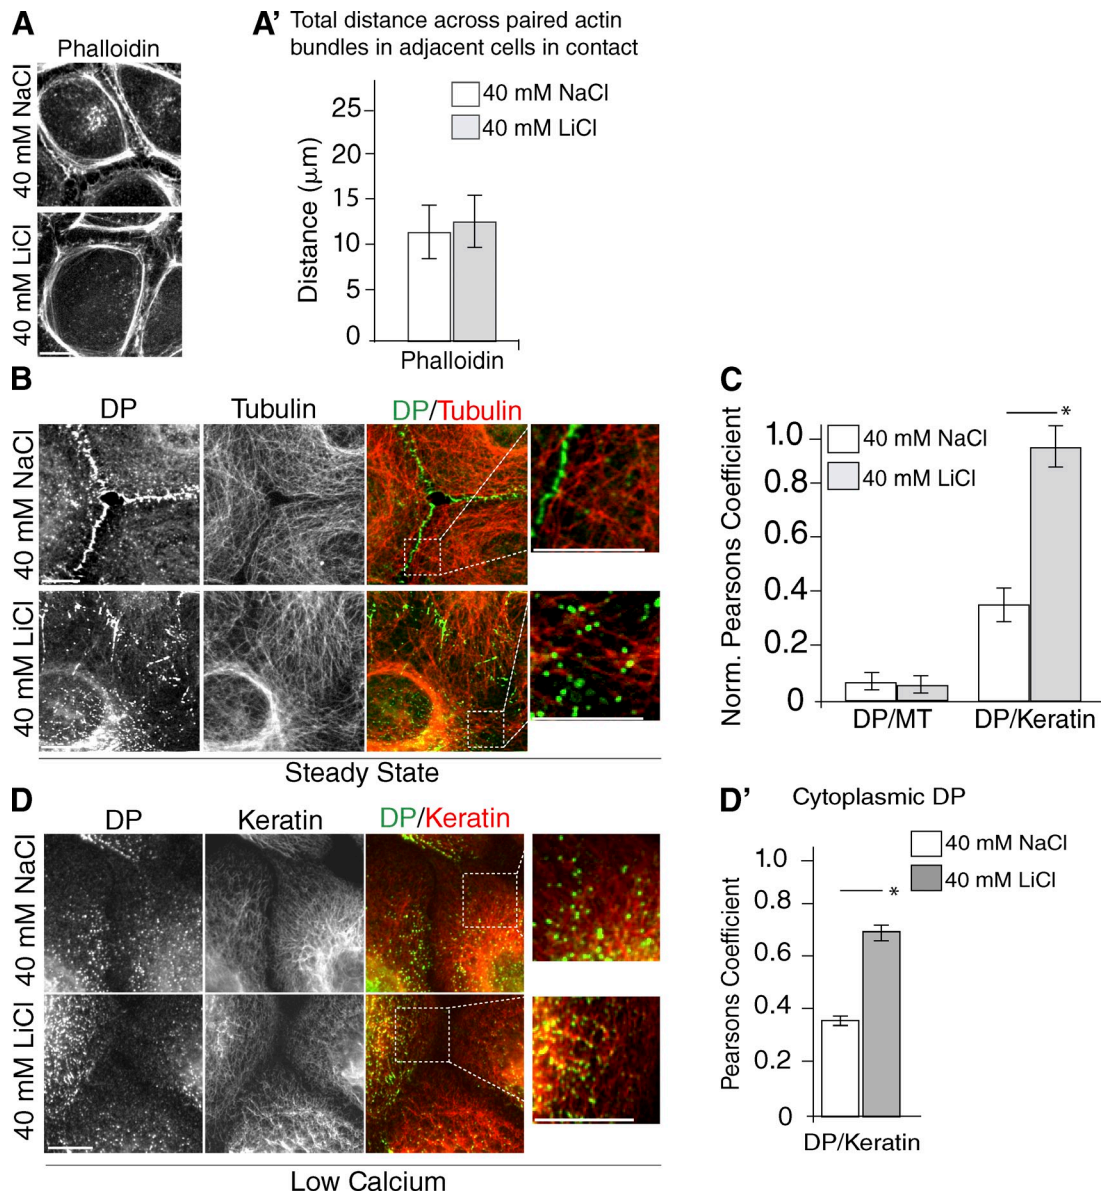 A
Phalloidin
40 mM NaCl
40 mM LiCl
A'
Total distance across paired actin
bundles in adjacent cells in contact
40 mM NaCl
40 mM LiCl
Distance (μm)
25
20
15
10
5
0
Phalloidin
B
DP
Tubulin
DP/Tubulin
40 mM NaCl
40 mM LiCl
Steady State
C
Norm. Pearsons Coefficient
1.0
0.8
0.6
0.4
0.2
0
40 mM NaCl
40 mM LiCl
*
DP/MT
DP/Keratin
D
DP
Keratin
DP/Keratin
40 mM NaCl
40 mM LiCl
Low Calcium
D'
Cytoplasmic DP
40 mM NaCl
40 mM LiCl
Pearsons Coefficient
1.0
0.8
0.6
0.4
0.2
0
*
DP/Keratin